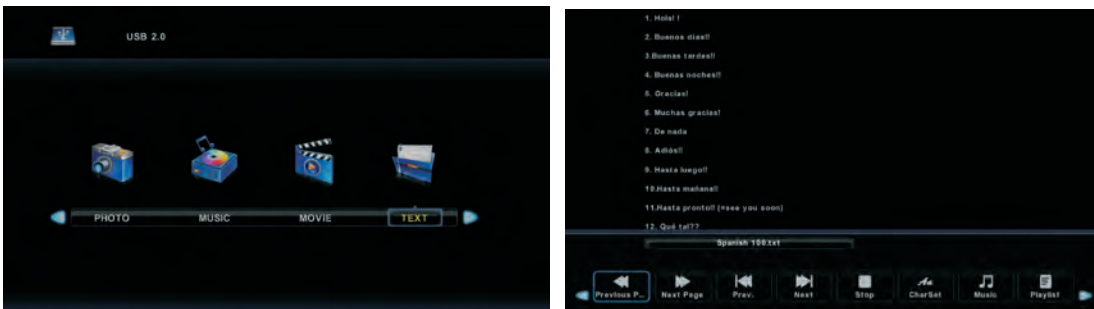 USB 2.0
PHOTO MUSIC MOVIE TEXT
1. Hola! !
2. Buenos dias!!
3.Buenas tardes!!
4. Buenas noches!!
5. Gracias!
6. Muchas gracias!
7. De nada
8. Adiós!!
9. Hasta luego!!
10.Hasta mañana!!
11.Hasta pronto!! (=see you soon)
12. Qué tal??
Spanish 100.txt
Previous P... Next Page Prev. Next Stop CharSet Music Playlist